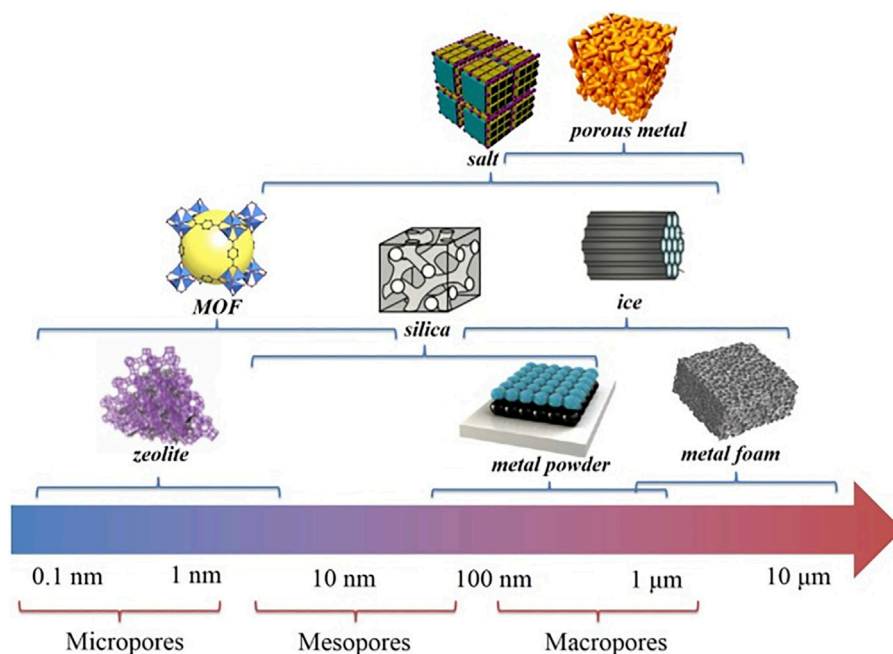 porous metal
salt
MOF
silica
ice
zeolite
metal powder
metal foam
0.1 nm
1 nm
10 nm
100 nm
1 μm
10 μm
Micropores
Mesopores
Macropores